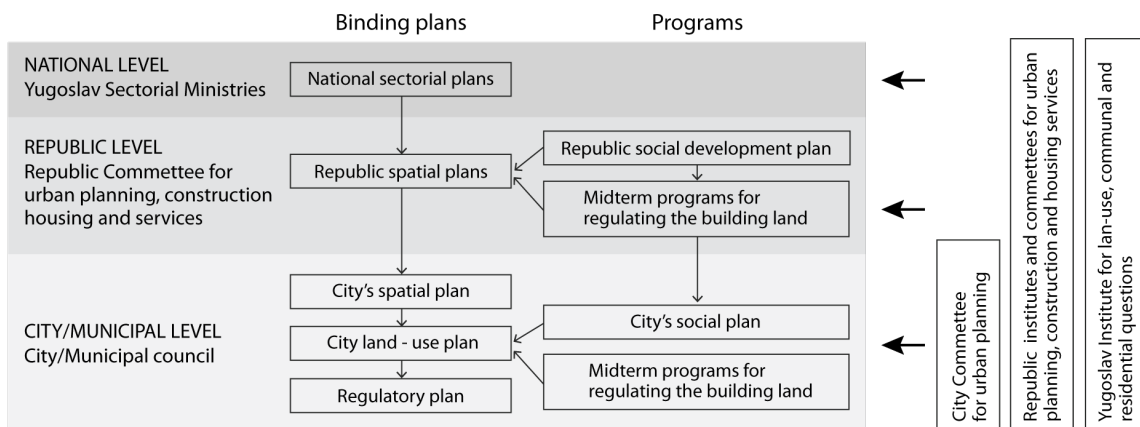 Binding plans
Programs
NATIONAL LEVEL
Yugoslav Sectorial Ministries
National sectorial plans
REPUBLIC LEVEL
Republic Committee for
urban planning, construction
housing and services
Republic spatial plans
Republic social development plan
Midterm programs for
regulating the building land
CITY/MUNICIPAL LEVEL
City/Municipal council
City's spatial plan
City land - use plan
Regulatory plan
City's social plan
Midterm programs for
regulating the building land
City Committee
for urban planning
Republic institutes and commettees for urban
planning, construction and housing services
Yugoslav Institute for lan-use, communal and
residential questions